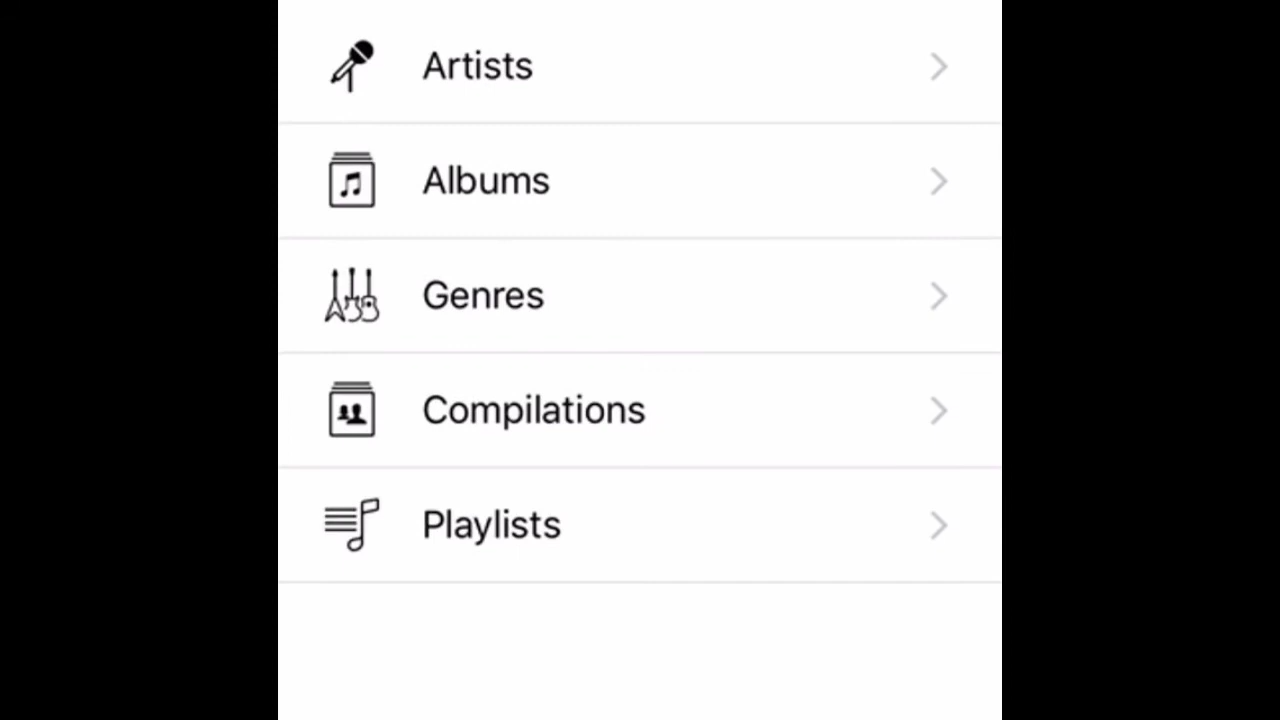 Artists
Albums
Genres
Compilations
Playlists